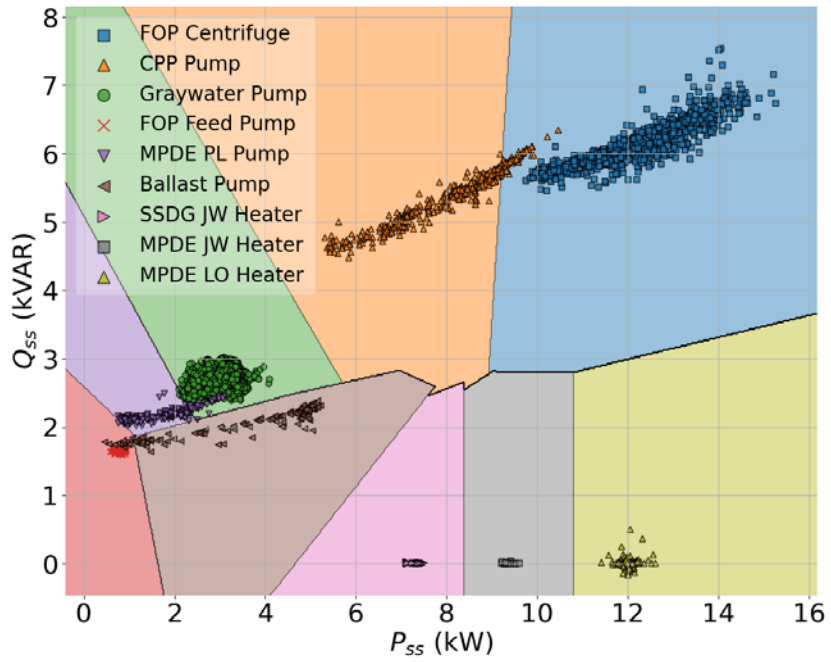 8
7
6
5
4
3
2
1
0
Q_ss (kVAR)
FOP Centrifuge
CPP Pump
Graywater Pump
FOP Feed Pump
MPDE PL Pump
Ballast Pump
SSDG JW Heater
MPDE JW Heater
MPDE LO Heater
0 2 4 6 8 10 12 14 16
P_ss (kW)